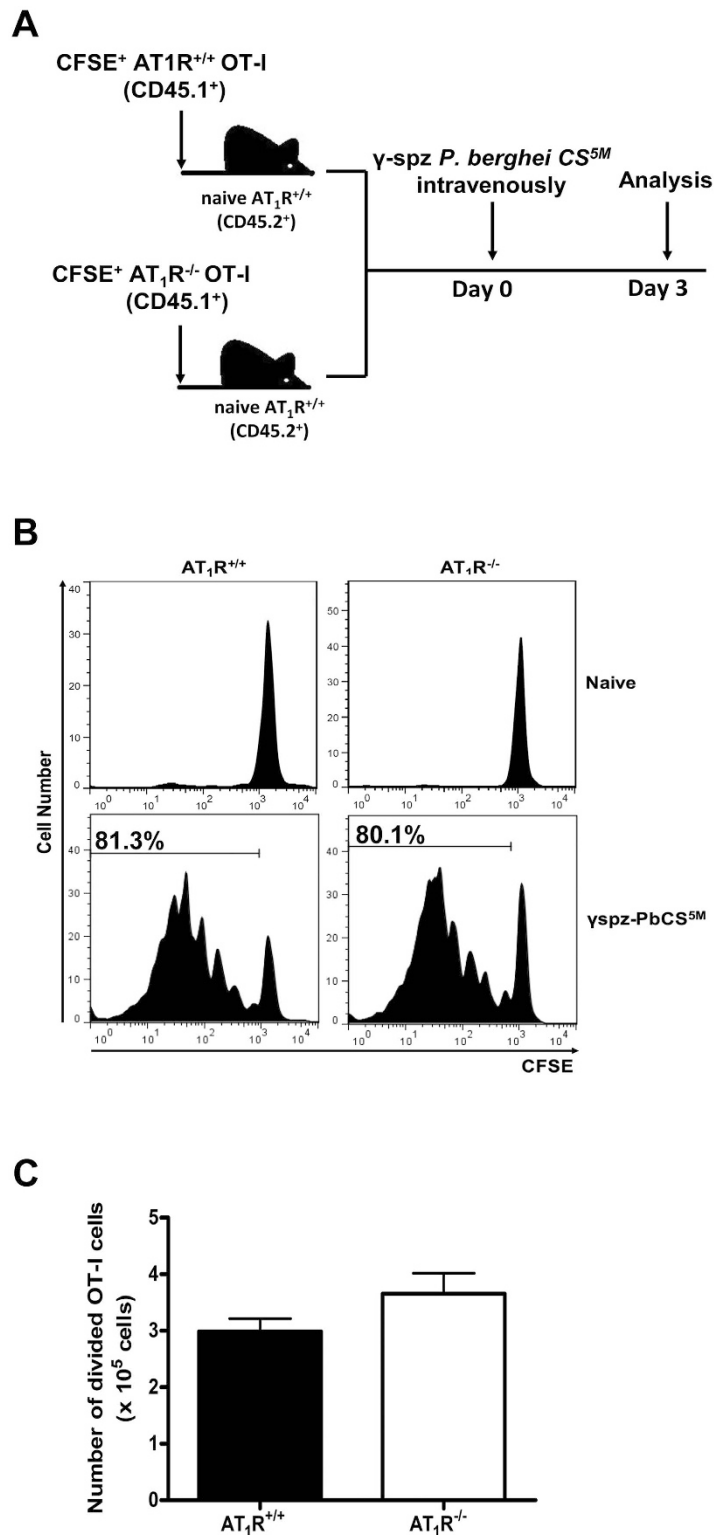 A
CFSE⁺ AT1R⁺/⁺ OT-I
(CD45.1⁺)
naive AT₁R⁺/⁺
(CD45.2⁺)
γ-spz P. berghei CS⁵ᴹ
intravenously
Analysis
CFSE⁺ AT₁R⁻/⁻ OT-I
(CD45.1⁺)
Day 0
Day 3
naive AT₁R⁺/⁺
(CD45.2⁺)
B
AT₁R⁺/⁺
AT₁R⁻/⁻
40
30
20
10
0
10⁰ 10¹ 10² 10³ 10⁴
50
40
30
20
10
0
10⁰ 10¹ 10² 10³ 10⁴
Naive
Cell Number
81.3%
40
30
20
10
0
10⁰ 10¹ 10² 10³ 10⁴
80.1%
40
30
20
10
0
10⁰ 10¹ 10² 10³ 10⁴
γspz-PbCS⁵ᴹ
CFSE
C
Number of divided OT-I cells
(x 10⁵ cells)
5
4
3
2
1
0
AT₁R⁺/⁺
AT₁R⁻/⁻